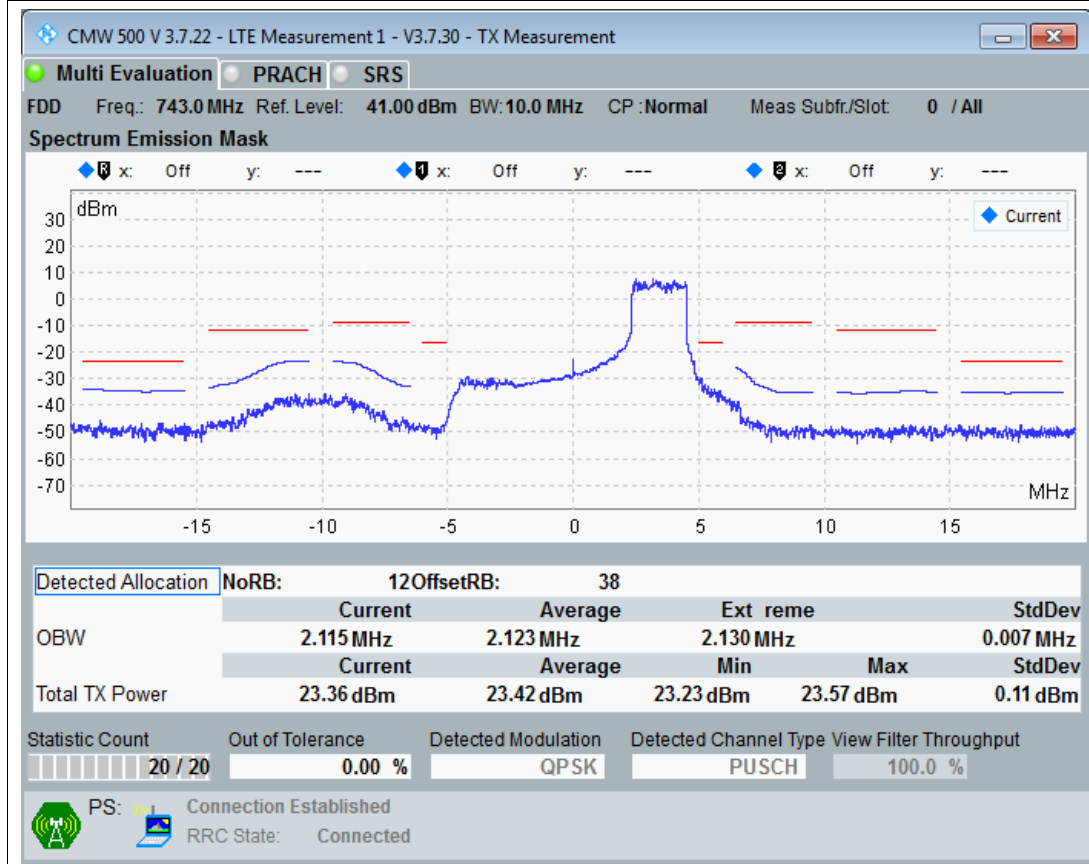 CMW 500 V 3.7.22 - LTE Measurement 1 - V3.7.30 - TX Measurement
Multi Evaluation PRACH SRS
FDD Freq.: 743.0 MHz Ref. Level: 41.00 dBm BW: 10.0 MHz CP :Normal Meas Subfr./Slot: 0 / All
Spectrum Emission Mask
R x: Off y: --- 1 x: Off y: --- 2 x: Off y: ---
dBm
Current
30
20
10
0
-10
-20
-30
-40
-50
-60
-70
MHz
-15 -10 -5 0 5 10 15
Detected Allocation NoRB: 12 OffsetRB: 38
Current Average Ext reme StdDev
OBW 2.115 MHz 2.123 MHz 2.130 MHz 0.007 MHz
Current Average Min Max StdDev
Total TX Power 23.36 dBm 23.42 dBm 23.23 dBm 23.57 dBm 0.11 dBm
Statistic Count Out of Tolerance Detected Modulation Detected Channel Type View Filter Throughput
20 / 20 0.00 % QPSK PUSCH 100.0 %
PS: Connection Established
RRC State: Connected